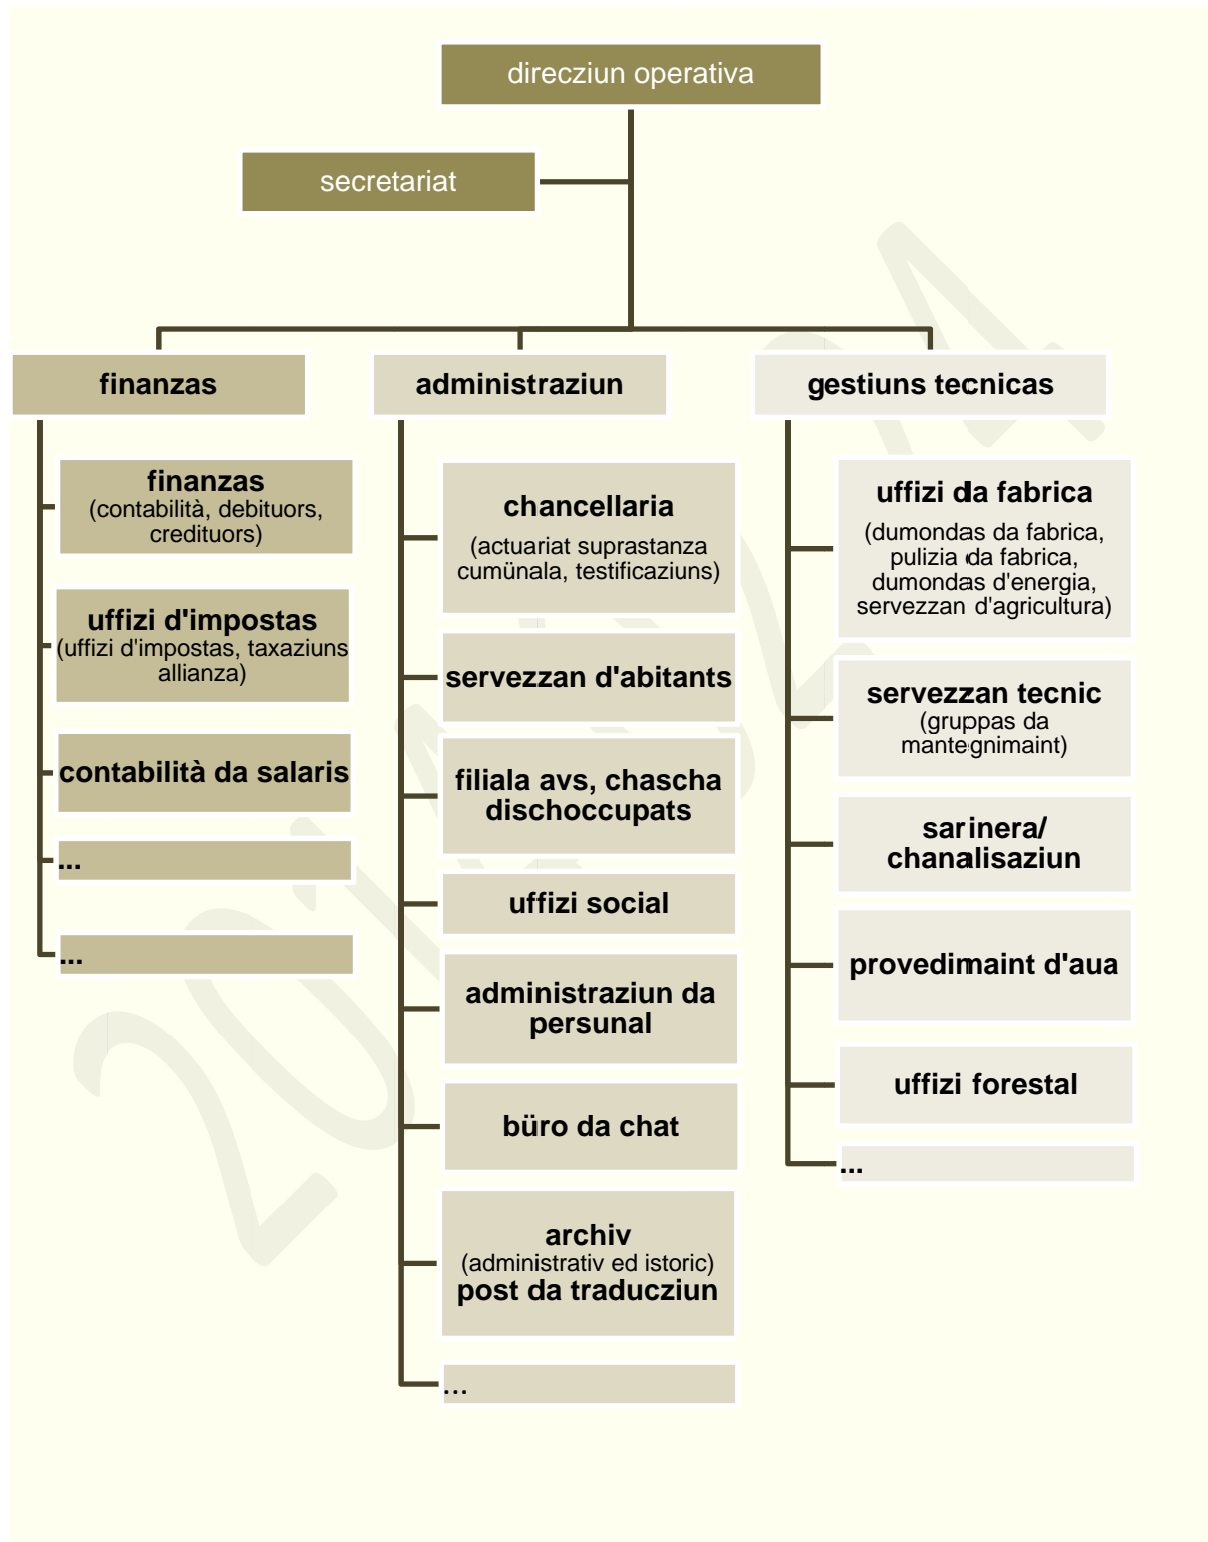 direcziun operativa
secretariat
finanzas
finanzas
(contabilità, debituors,
credituors)
uffizi d'impostas
(uffizi d'impostas, taxaziuns
allianza)
contabilità da salaris
...
...
administraziun
chancellaria
(actuariat suprastanza
cumünala, testificaziuns)
servezzan d'abitants
filiala avs, chascha
dischoccupats
uffizi social
administraziun da
persunal
büro da chat
archiv
(administrativ ed istoric)
post da traducziun
...
gestiuns tecnicas
uffizi da fabrica
(dumondas da fabrica,
pulizia da fabrica,
dumondas d'energia,
servezzan d'agricultura)
servezzan tecnic
(gruppas da
mantegnimaint)
sarinera/
chanalisaziun
provedimaint d'aua
uffizi forestal
...